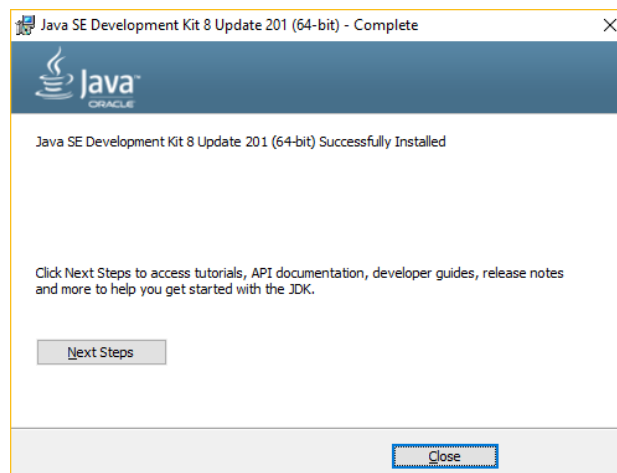 Java SE Development Kit 8 Update 201 (64-bit) - Complete
Java™
ORACLE
Java SE Development Kit 8 Update 201 (64-bit) Successfully Installed
Click Next Steps to access tutorials, API documentation, developer guides, release notes
and more to help you get started with the JDK.
Next Steps
Close